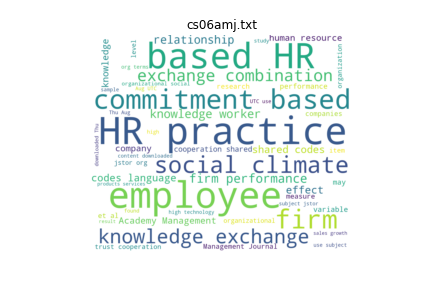 cs06amj.txt
relationship
study
human resource
knowledge
level
based HR
organization
org terms
exchange combination
organizational social
research
performance
sample
Aug UTC
commitment based
UTC use
Thu Aug
knowledge worker
companies
HR practice
downloaded Thu
high
company
cooperation shared
shared codes
item
content downloaded
jstor org
social climate
codes language
firm performance
may
products services
employee
effect
measure
subject jstor
firm
variable
et al
high technology
result
Academy Management
organizational
sales growth
knowledge exchange
trust cooperation
Management Journal
use subject